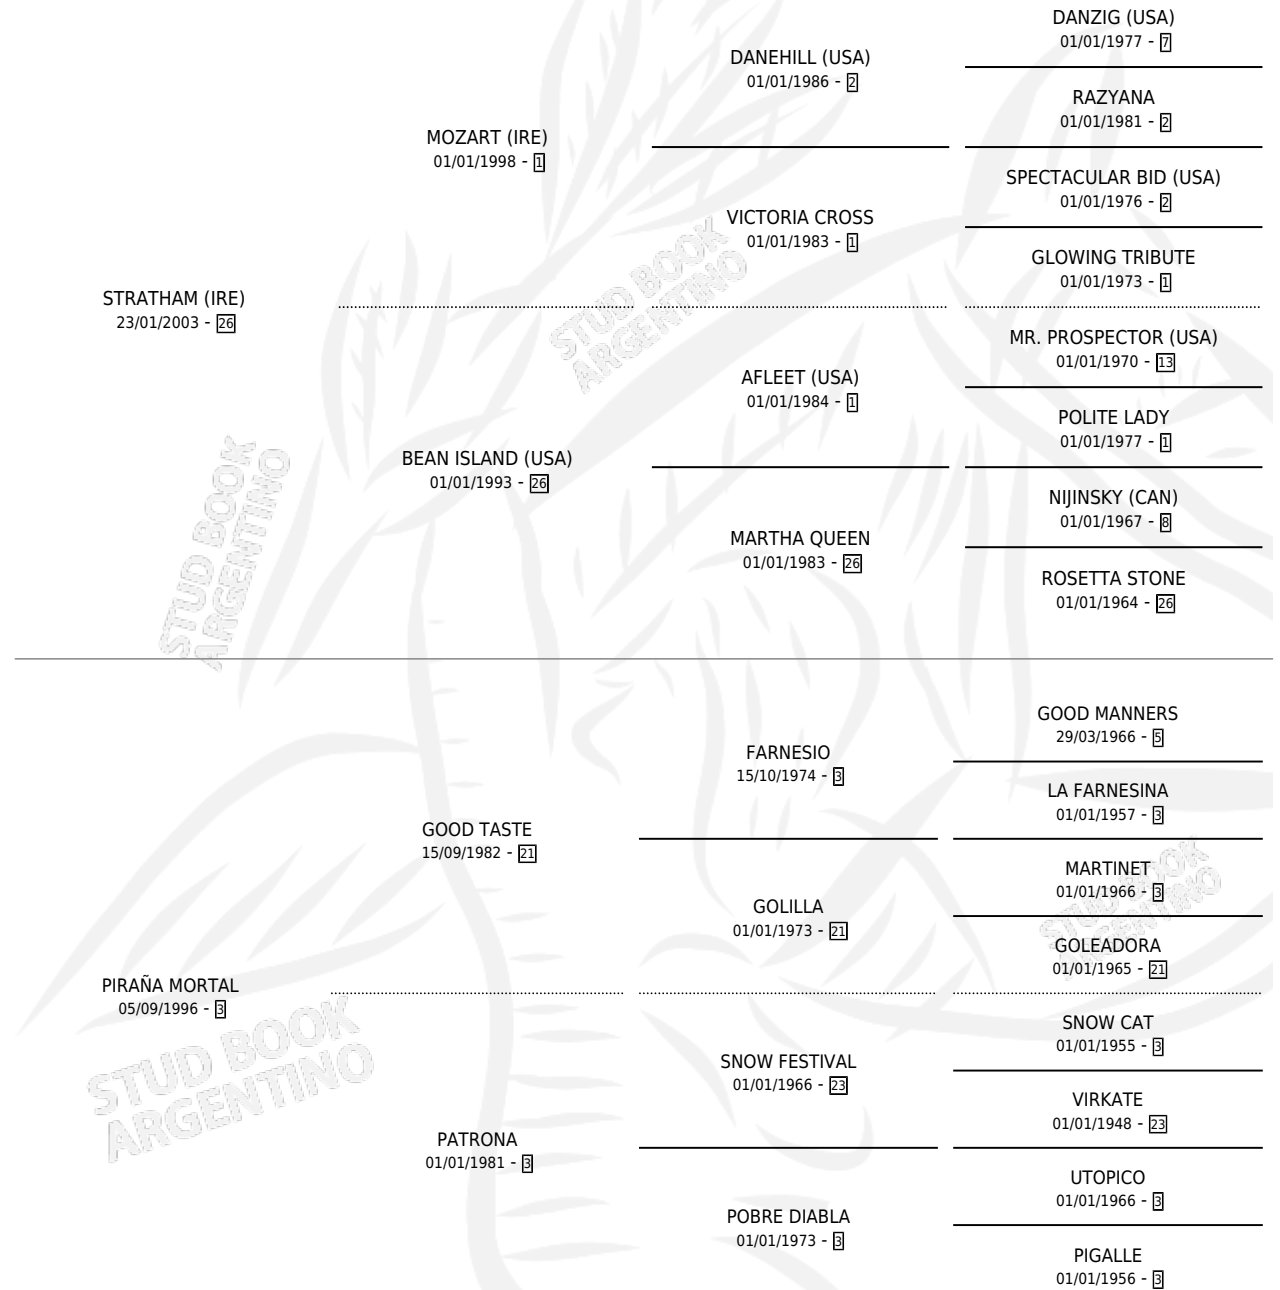 DANZIG (USA)
01/01/1977 - 7
DANEHILL (USA)
01/01/1986 - 2
RAZYANA
01/01/1981 - 2
MOZART (IRE)
01/01/1998 - 1
SPECTACULAR BID (USA)
01/01/1976 - 2
VICTORIA CROSS
01/01/1983 - 1
GLOWING TRIBUTE
01/01/1973 - 1
STRATHAM (IRE)
23/01/2003 - 26
MR. PROSPECTOR (USA)
01/01/1970 - 13
AFLEET (USA)
01/01/1984 - 1
POLITE LADY
01/01/1977 - 1
BEAN ISLAND (USA)
01/01/1993 - 26
NIJINSKY (CAN)
01/01/1967 - 8
MARTHA QUEEN
01/01/1983 - 26
ROSETTA STONE
01/01/1964 - 26
GOOD MANNERS
29/03/1966 - 5
FARNESIO
15/10/1974 - 3
LA FARNESINA
01/01/1957 - 3
GOOD TASTE
15/09/1982 - 21
MARTINET
01/01/1966 - 3
GOLILLA
01/01/1973 - 21
GOLEADORA
01/01/1965 - 21
PIRAÑA MORTAL
05/09/1996 - 3
SNOW CAT
01/01/1955 - 3
SNOW FESTIVAL
01/01/1966 - 23
VIRKATE
01/01/1948 - 23
PATRONA
01/01/1981 - 3
UTOPICO
01/01/1966 - 3
POBRE DIABLA
01/01/1973 - 3
PIGALLE
01/01/1956 - 3
STUD BOOK
ARGENTINO
STUD BOOK
ARGENTINO
STUD BOOK
ARGENTINO
STUD BOOK
ARGENTINO